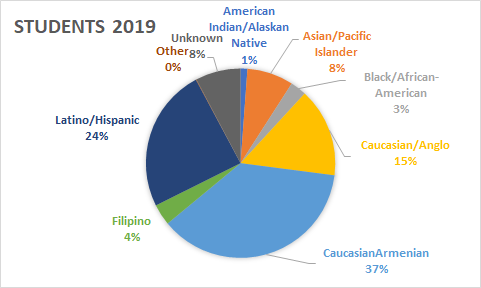 STUDENTS 2019
American
Indian/Alaskan
Native
1%
Asian/Pacific
Islander
8%
Black/African-
American
3%
Caucasian/Anglo
15%
CaucasianArmenian
37%
Filipino
4%
Latino/Hispanic
24%
Other
0%
Unknown
8%